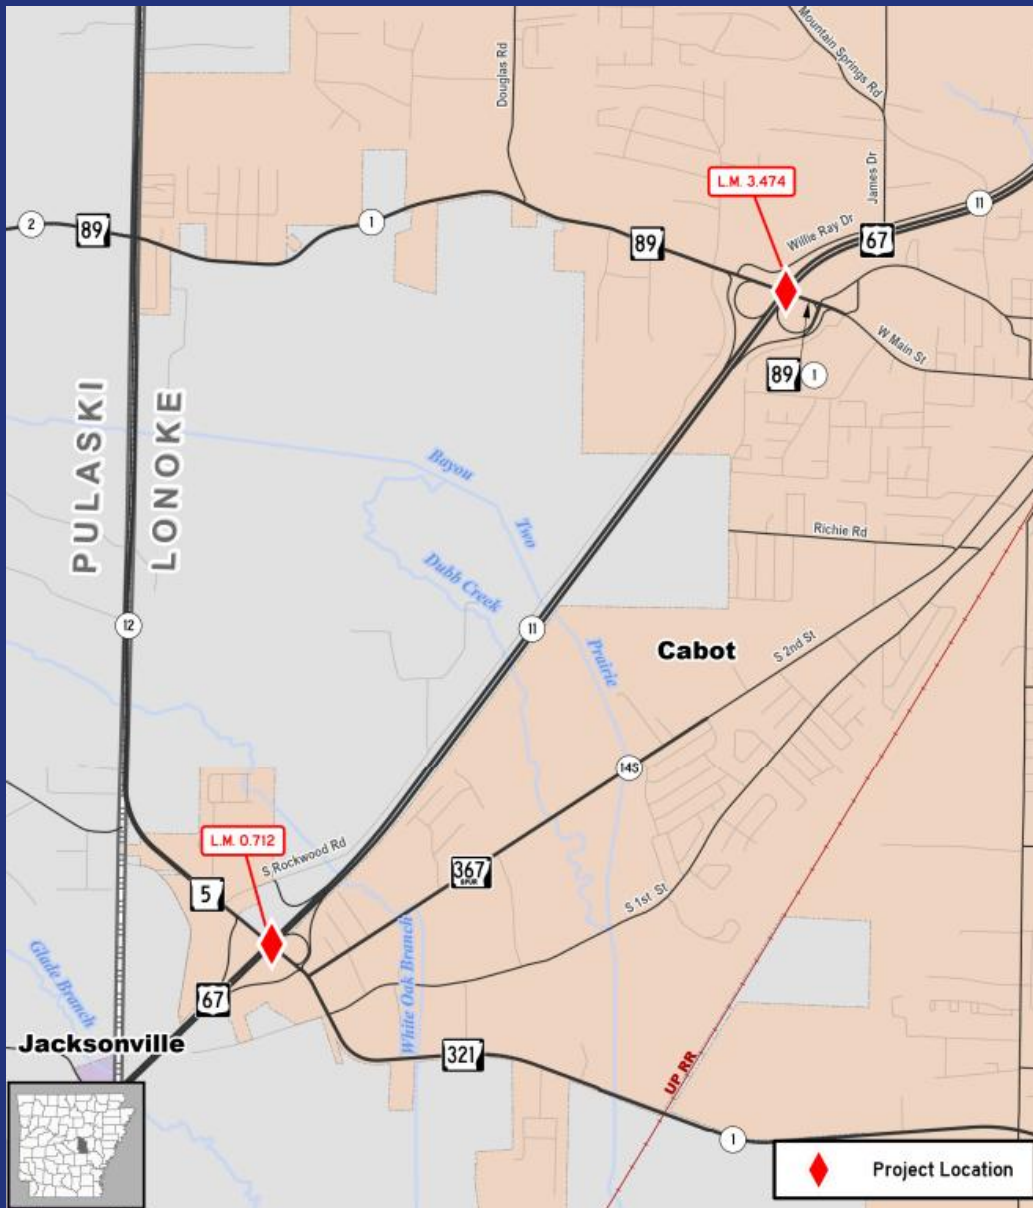 Mountain Springs Rd
Douglas Rd
L.M. 3.474
James Dr
11
2
89
1
89
Willie Ray Dr
67
W Main St
89
1
PULASKI
LONOKE
Bayou
Two
Richie Rd
Dubb Creek
12
11
Prairie
Cabot
S 2nd St
14S
L.M. 0.712
S Rockwood Rd
367
SPUR
5
S 1st St
White Oak Branch
Glade Branch
67
Jacksonville
321
UP RR
1
Project Location